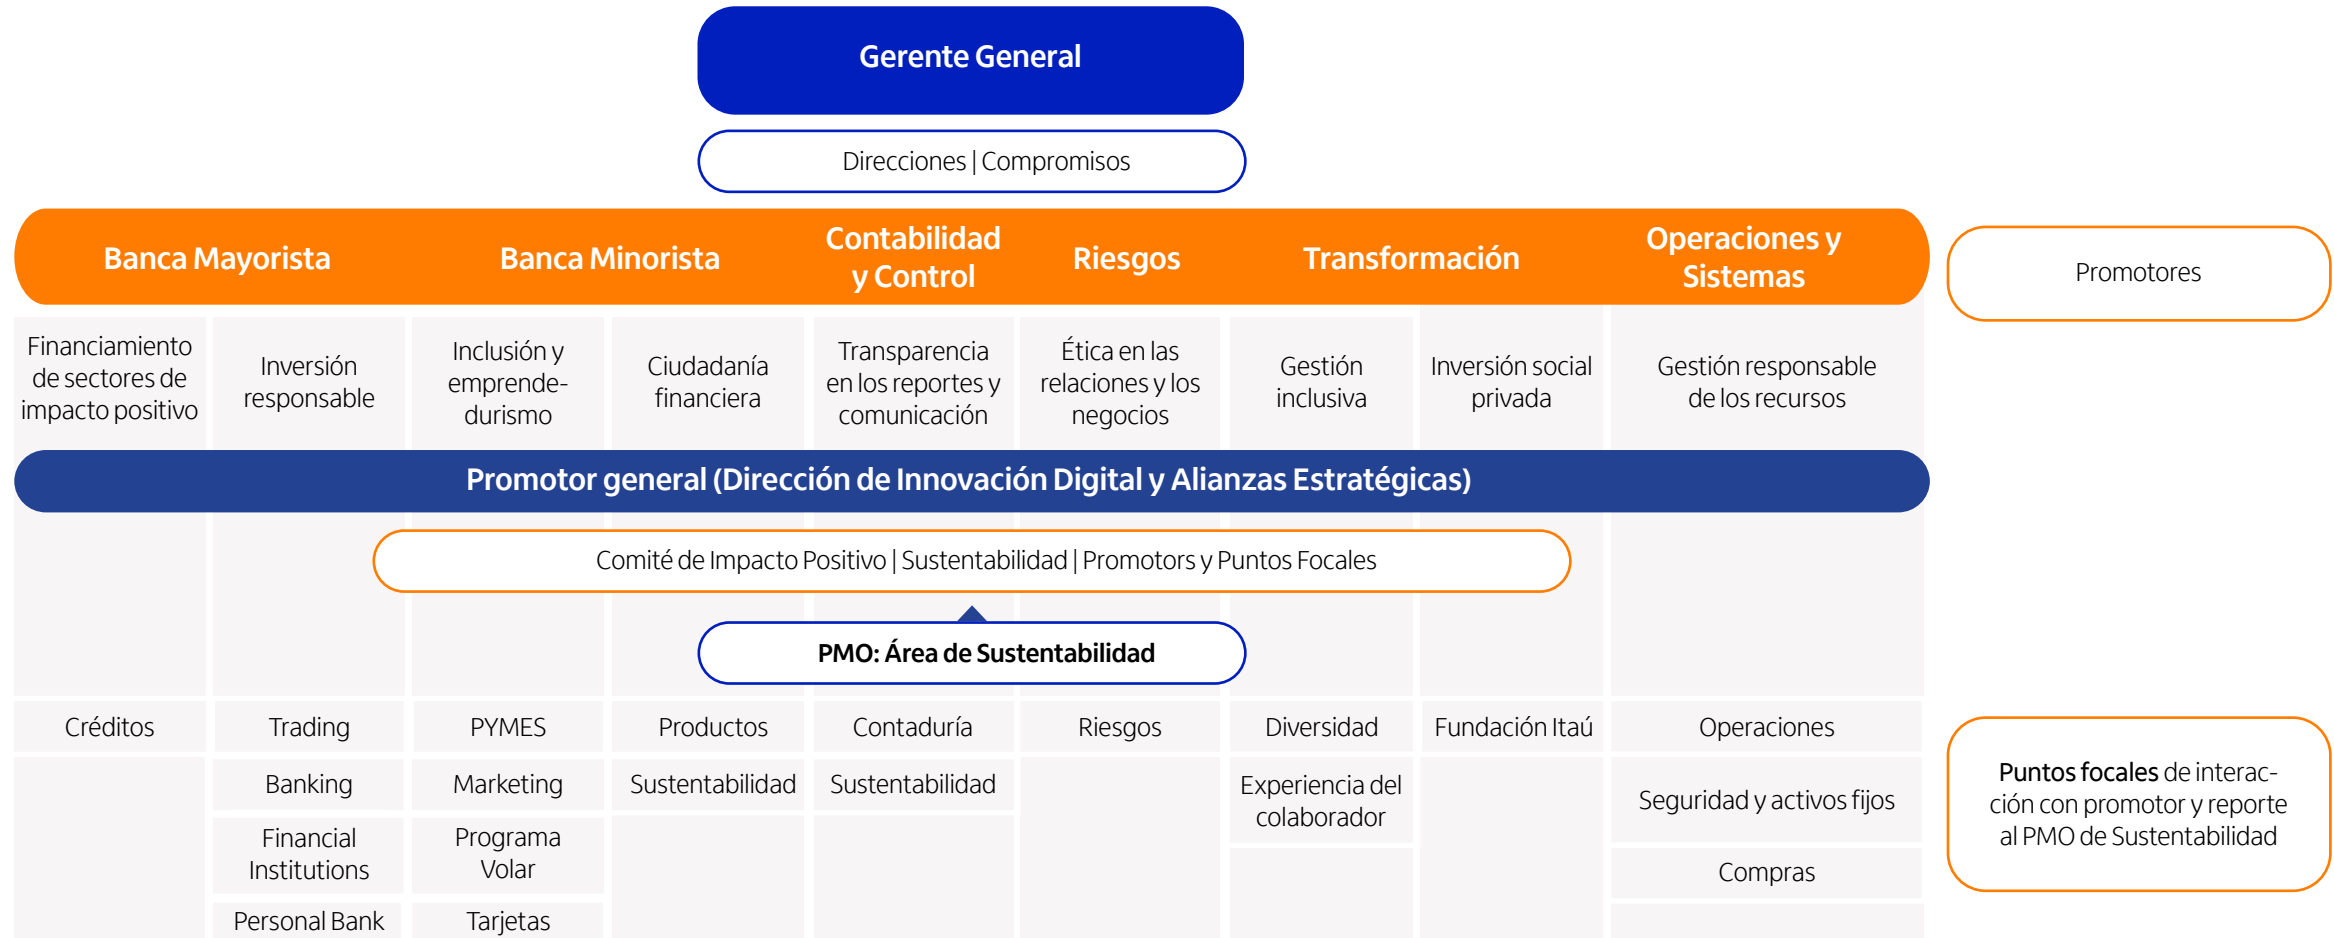 Gerente General
Direcciones | Compromisos
Banca Mayorista
Banca Minorista
Contabilidad
y Control
Riesgos
Transformación
Operaciones y
Sistemas
Promotores
Financiamiento
de sectores de
impacto positivo
Inversión
responsable
Inclusión y
emprende-
durismo
Ciudadanía
financiera
Transparencia
en los reportes y
comunicación
Ética en las
relaciones y los
negocios
Gestión
inclusiva
Inversión social
privada
Gestión responsable
de los recursos
Promotor general (Dirección de Innovación Digital y Alianzas Estratégicas)
Comité de Impacto Positivo | Sustentabilidad | Promotors y Puntos Focales
PMO: Área de Sustentabilidad
Créditos
Trading
Banking
Financial
Institutions
Personal Bank
PYMES
Marketing
Programa
Volar
Tarjetas
Productos
Sustentabilidad
Contaduría
Sustentabilidad
Riesgos
Diversidad
Experiencia del
colaborador
Fundación Itaú
Operaciones
Seguridad y activos fijos
Compras
Puntos focales de interac-
ción con promotor y reporte
al PMO de Sustentabilidad